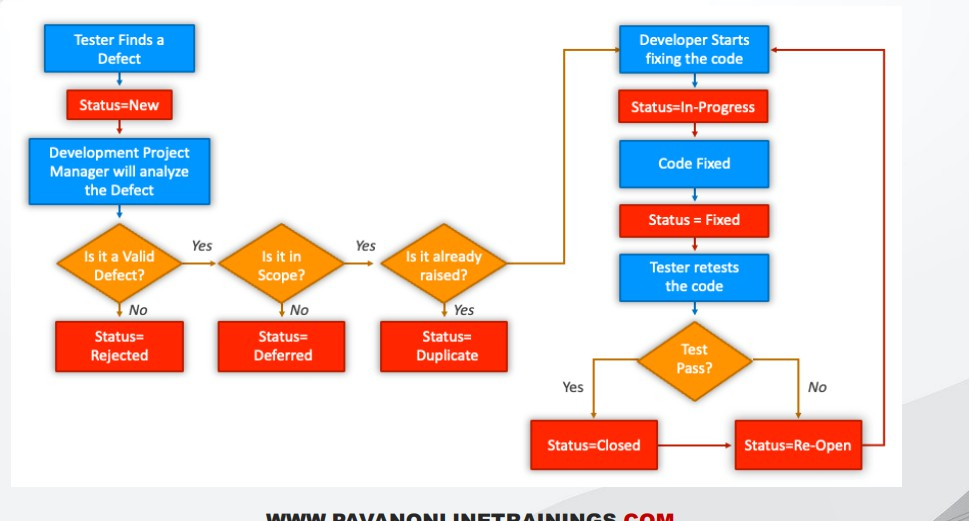 Tester Finds a
Defect
Status=New
Development Project
Manager will analyze
the Defect
Is it a Valid
Defect?
Yes
No
Status=
Rejected
Is it in
Scope?
Yes
No
Status=
Deferred
Is it already
raised?
Yes
Status=
Duplicate
Developer Starts
fixing the code
Status=In-Progress
Code Fixed
Status = Fixed
Tester retests
the code
Test
Pass?
Yes
No
Status=Closed
Status=Re-Open
WWW.PAVANONLINETRAININGS.COM